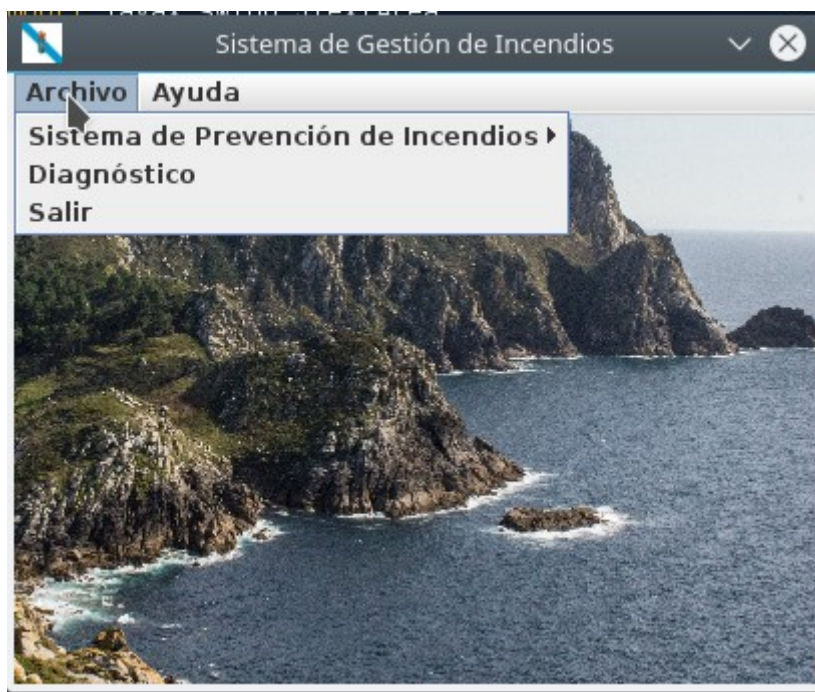 Sistema de Gestión de Incendios
Archivo Ayuda
Sistema de Prevención de Incendios
Diagnóstico
Salir